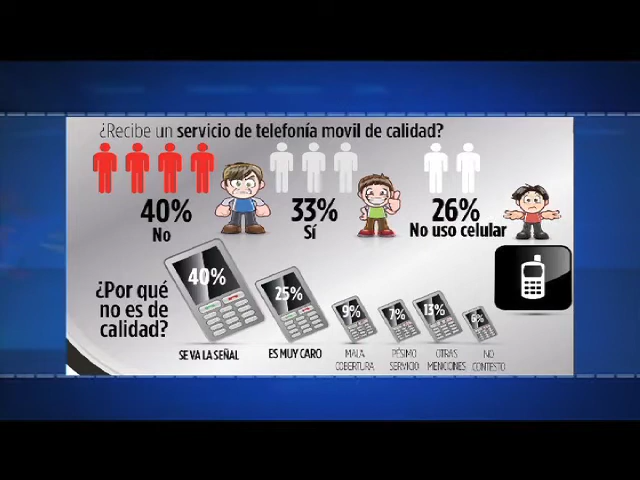 ¿Recibe un servicio de telefonía movil de calidad?
40%
No
33%
Sí
26%
No uso celular
¿Por qué
no es de
calidad?
40%
SE VA LA SEÑAL
25%
ES MUY CARO
9%
MALA
COBERTURA
7%
PÉSIMO
SERVICIO
13%
OTRAS
MENCIONES
6%
NO
CONTESTO